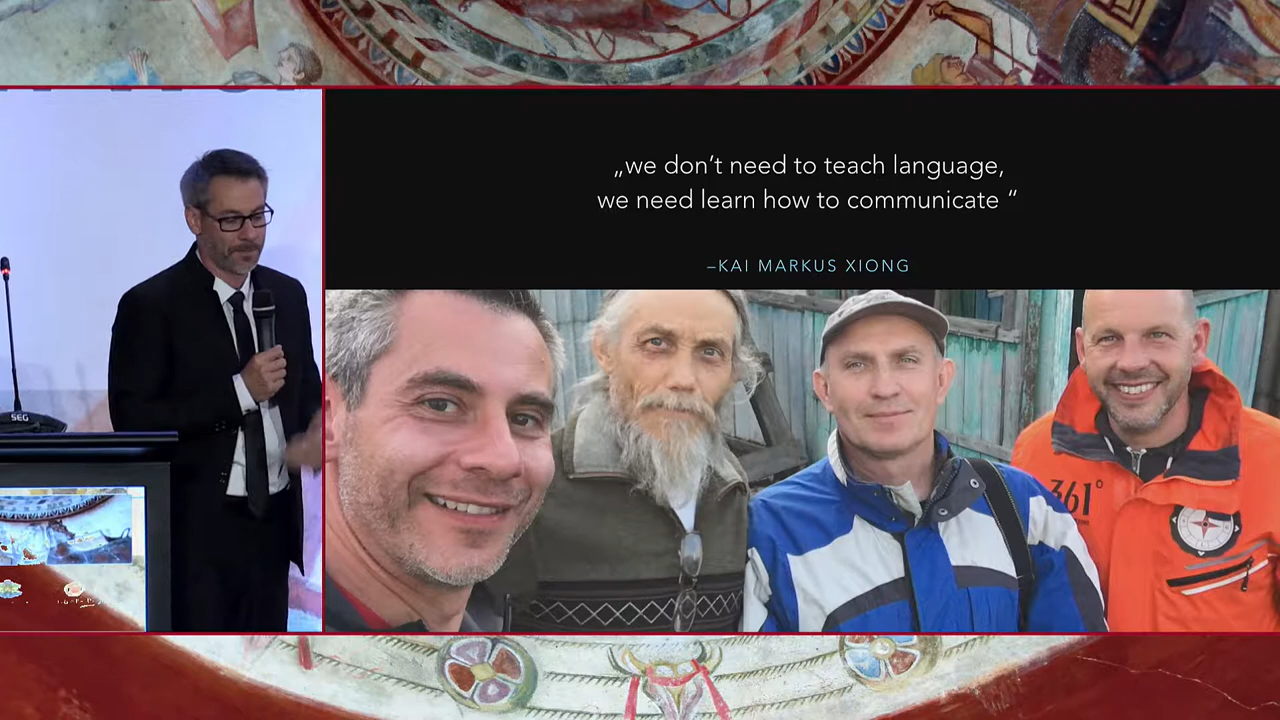 „we don't need to teach language,
we need learn how to communicate “
–KAI MARKUS XIONG
SEG
361°